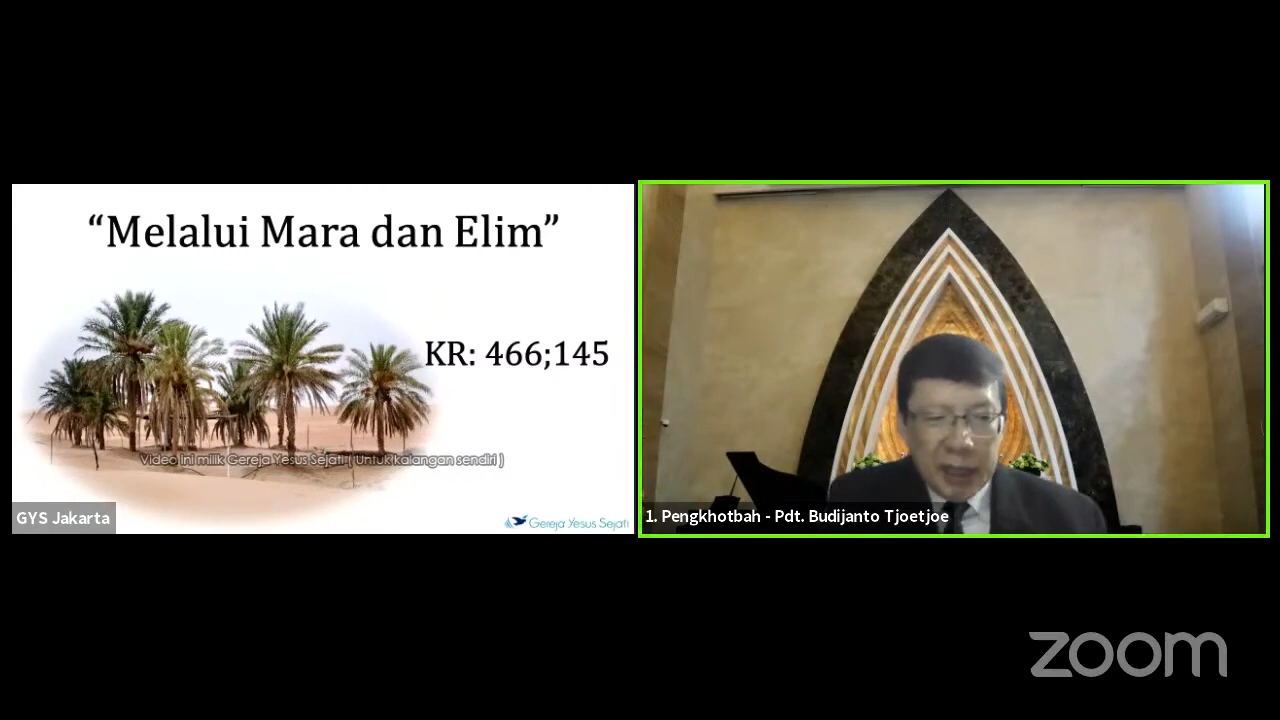 “Melalui Mara dan Elim”
KR: 466;145
Video ini milik Gereja Yesus Sejati ( Untuk kalangan sendiri )
GYS Jakarta
Gereja Yesus Sejati
1. Pengkhotbah - Pdt. Budijanto Tjoetjoe
zoom